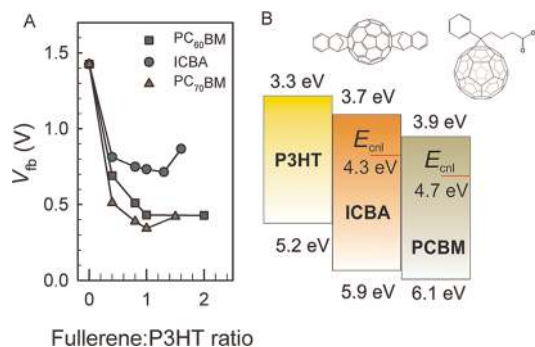 A
PC60BM
ICBA
PC70BM
Vfb (V)
1.5
1.0
0.5
0.0
0 1 2
Fullerene:P3HT ratio
B
3.3 eV
3.7 eV
3.9 eV
P3HT
Ecnl
4.3 eV
ICBA
Ecnl
4.7 eV
PCBM
5.2 eV
5.9 eV
6.1 eV